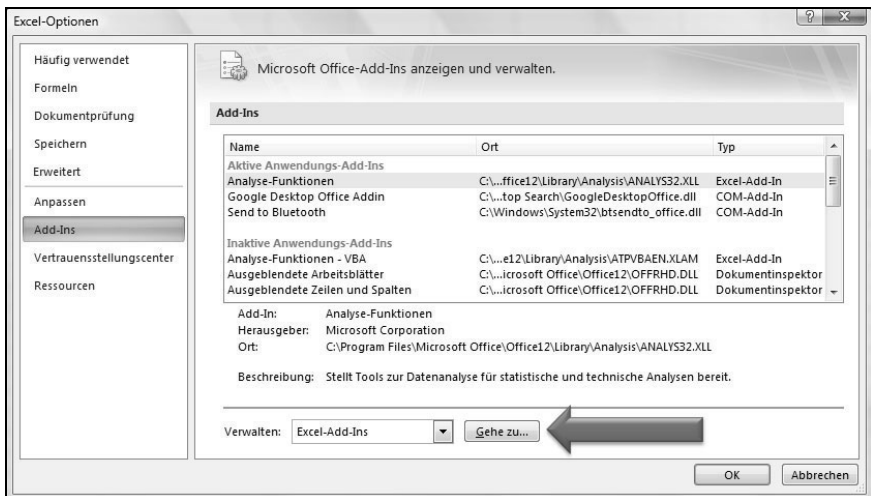 Excel-Optionen
Häufig verwendet
Formeln
Dokumentprüfung
Speichern
Erweitert
Anpassen
Add-Ins
Vertrauensstellungscenter
Ressourcen
Microsoft Office-Add-Ins anzeigen und verwalten.
Add-Ins
Name Ort Typ
Aktive Anwendungs-Add-Ins
Analyse-Funktionen C:\...ffice12\Library\Analysis\ANALYS32.XLL Excel-Add-In
Google Desktop Office Addin C:\...top Search\GoogleDesktopOffice.dll COM-Add-In
Send to Bluetooth C:\Windows\System32\btsendto_office.dll COM-Add-In
Inaktive Anwendungs-Add-Ins
Analyse-Funktionen - VBA C:\...e12\Library\Analysis\ATPVBAEN.XLAM Excel-Add-In
Ausgeblendete Arbeitsblätter C:\...icrosoft Office\Office12\OFFRHD.DLL Dokumentinspektor
Ausgeblendete Zeilen und Spalten C:\...icrosoft Office\Office12\OFFRHD.DLL Dokumentinspektor
Add-In: Analyse-Funktionen
Herausgeber: Microsoft Corporation
Ort: C:\Program Files\Microsoft Office\Office12\Library\Analysis\ANALYS32.XLL
Beschreibung: Stellt Tools zur Datenanalyse für statistische und technische Analysen bereit.
Verwalten: Excel-Add-Ins Gehe zu...
OK Abbrechen